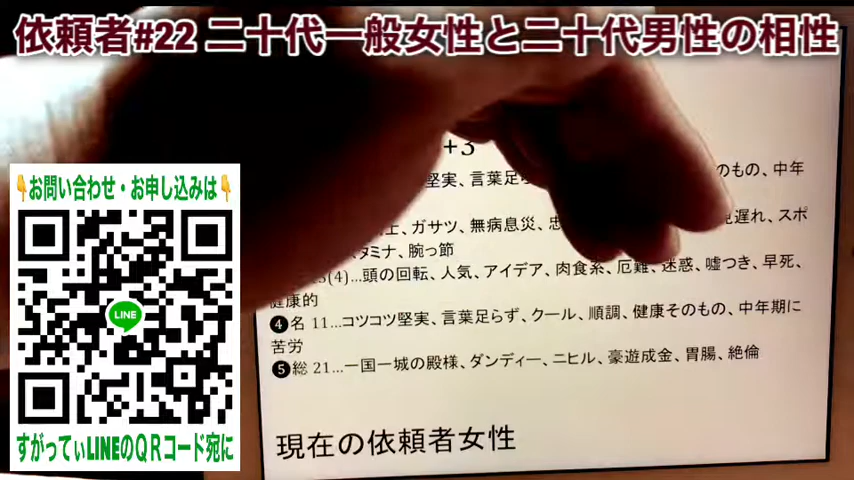 依頼者#22 二十代一般女性と二十代男性の相性
👇お問い合わせ・お申し込みは👇
LINE
すがってぃLINEのQRコード宛に
+3
堅実、言葉足ら のもの、中年
ガサツ、無病息災、 遅れ、スポ
タミナ、腕っ節
(4)…頭の回転、人気、アイデア、肉食系、厄難、迷惑、嘘つき、早死、
健康的
❹名 11…コツコツ堅実、言葉足らず、クール、順調、健康そのもの、中年期に
苦労
❺総 21…一国一城の殿様、ダンディー、ニヒル、豪遊成金、胃腸、絶倫
現在の依頼者女性